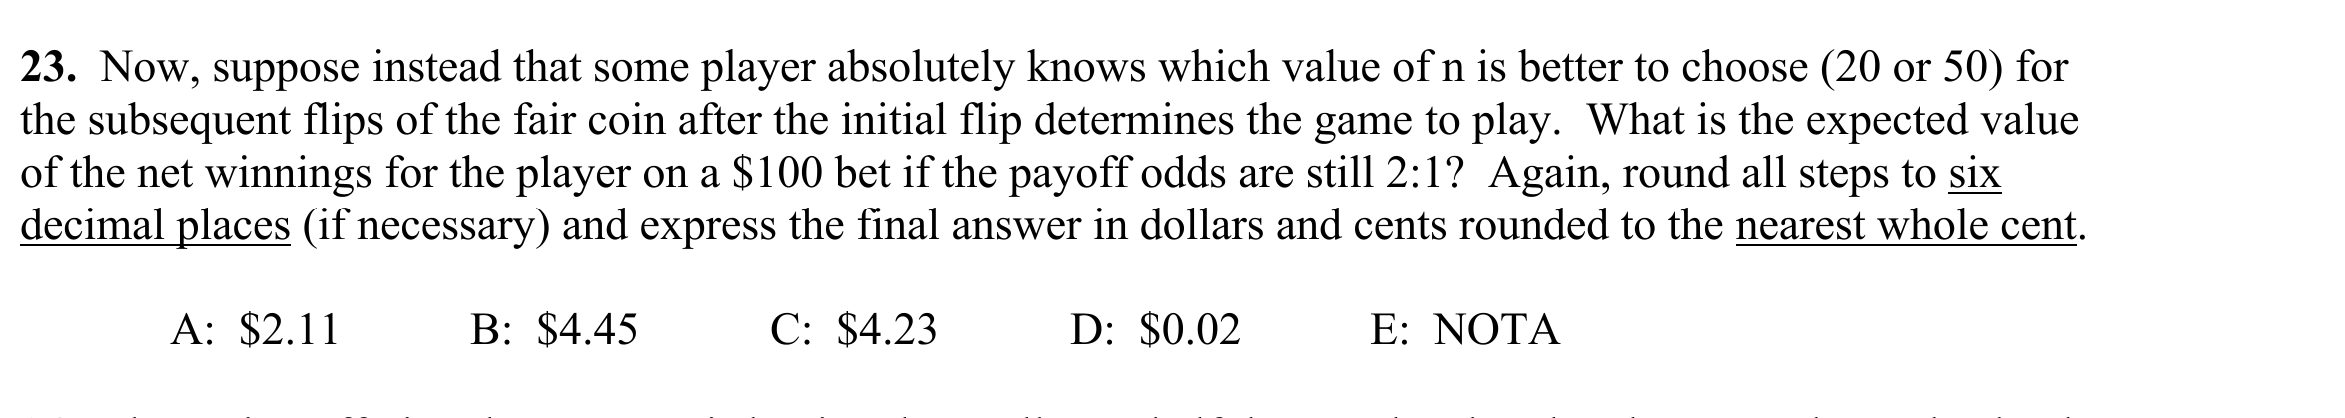 23. Now, suppose instead that some player absolutely knows which value of n is better to choose (20 or 50) for
the subsequent flips of the fair coin after the initial flip determines the game to play. What is the expected value
of the net winnings for the player on a $100 bet if the payoff odds are still 2:1? Again, round all steps to six
decimal places (if necessary) and express the final answer in dollars and cents rounded to the nearest whole cent.
A: $2.11 B: $4.45 C: $4.23 D: $0.02 E: NOTA